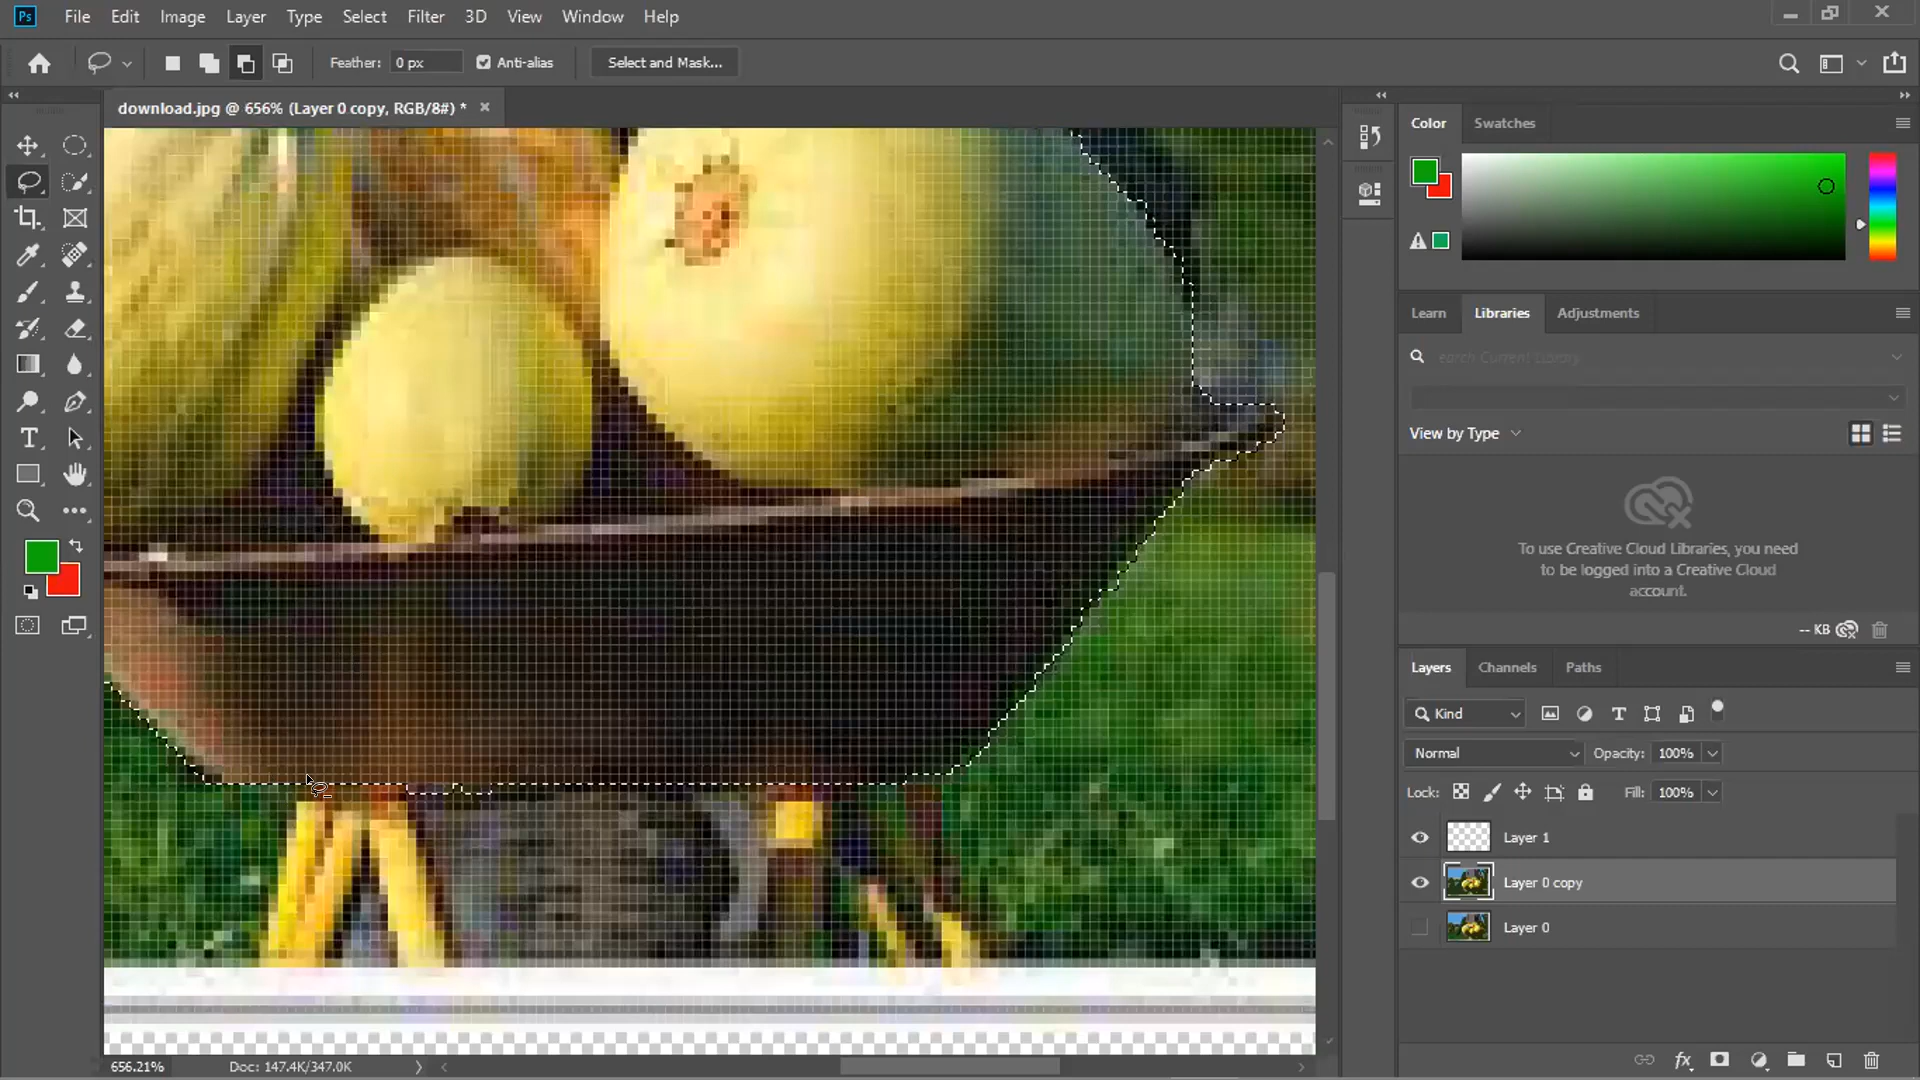 Ps File Edit Image Layer Type Select Filter 3D View Window Help
Feather: 0 px Anti-alias Select and Mask...
download.jpg @ 656% (Layer 0 copy, RGB/8#) *
Color Swatches
Learn Libraries Adjustments
earch Current Library
View by Type
To use Creative Cloud Libraries, you need
to be logged into a Creative Cloud
account.
-- KB
Layers Channels Paths
Kind
Normal Opacity: 100%
Lock: Fill: 100%
Layer 1
Layer 0 copy
Layer 0
fx
656.21% Doc: 147.4K/347.0K